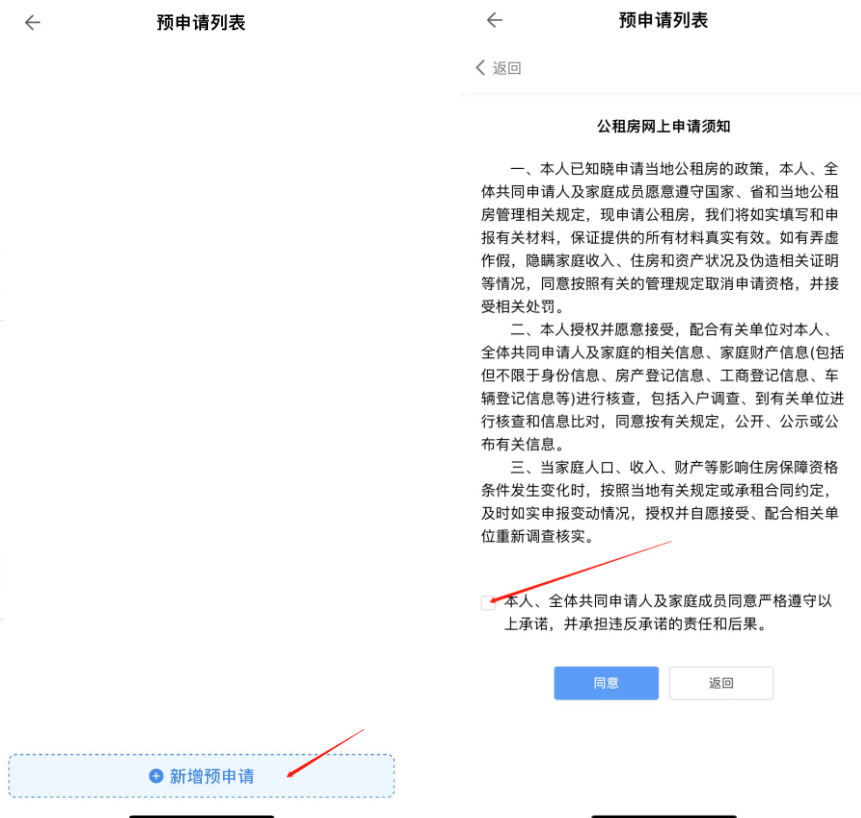 预申请列表
新增预申请
预申请列表
返回
公租房网上申请须知
一、本人已知晓申请当地公租房的政策，本人、全
体共同申请人及家庭成员愿意遵守国家、省和当地公租
房管理相关规定，现申请公租房，我们将如实填写和申
报有关材料，保证提供的所有材料真实有效。如有弄虚
作假，隐瞒家庭收入、住房和资产状况及伪造相关证明
等情况，同意按照有关的管理规定取消申请资格，并接
受相关处罚。
二、本人授权并愿意接受，配合有关单位对本人、
全体共同申请人及家庭的相关信息、家庭财产信息(包括
但不限于身份信息、房产登记信息、工商登记信息、车
辆登记信息等)进行核查，包括入户调查、到有关单位进
行核查和信息比对，同意按有关规定，公开、公示或公
布有关信息。
三、当家庭人口、收入、财产等影响住房保障资格
条件发生变化时，按照当地有关规定或承租合同约定，
及时如实申报变动情况，授权并自愿接受、配合相关单
位重新调查核实。
本人、全体共同申请人及家庭成员同意严格遵守以
上承诺，并承担违反承诺的责任和后果。
同意
返回